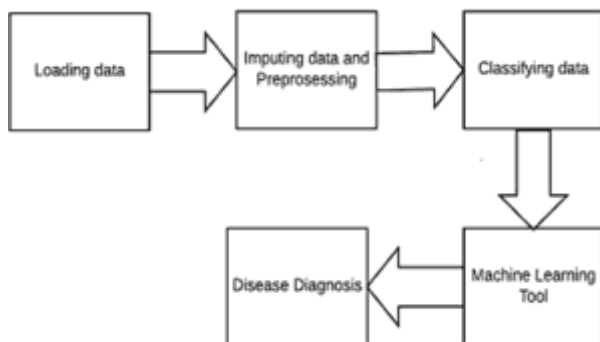 Loading data
Imputing data and
Preprosessing
Classifying data
Machine Learning
Tool
Disease Diagnosis